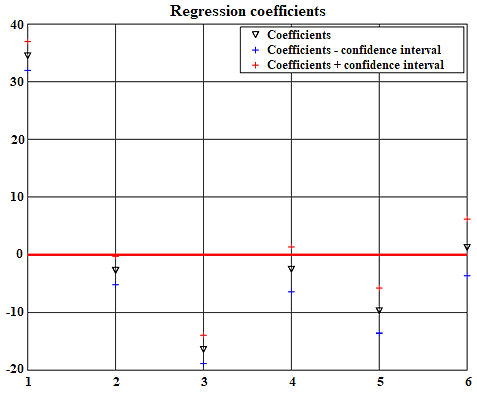 Regression coefficients
Coefficients
Coefficients - confidence interval
Coefficients + confidence interval
40
30
20
10
0
-10
-20
1 2 3 4 5 6